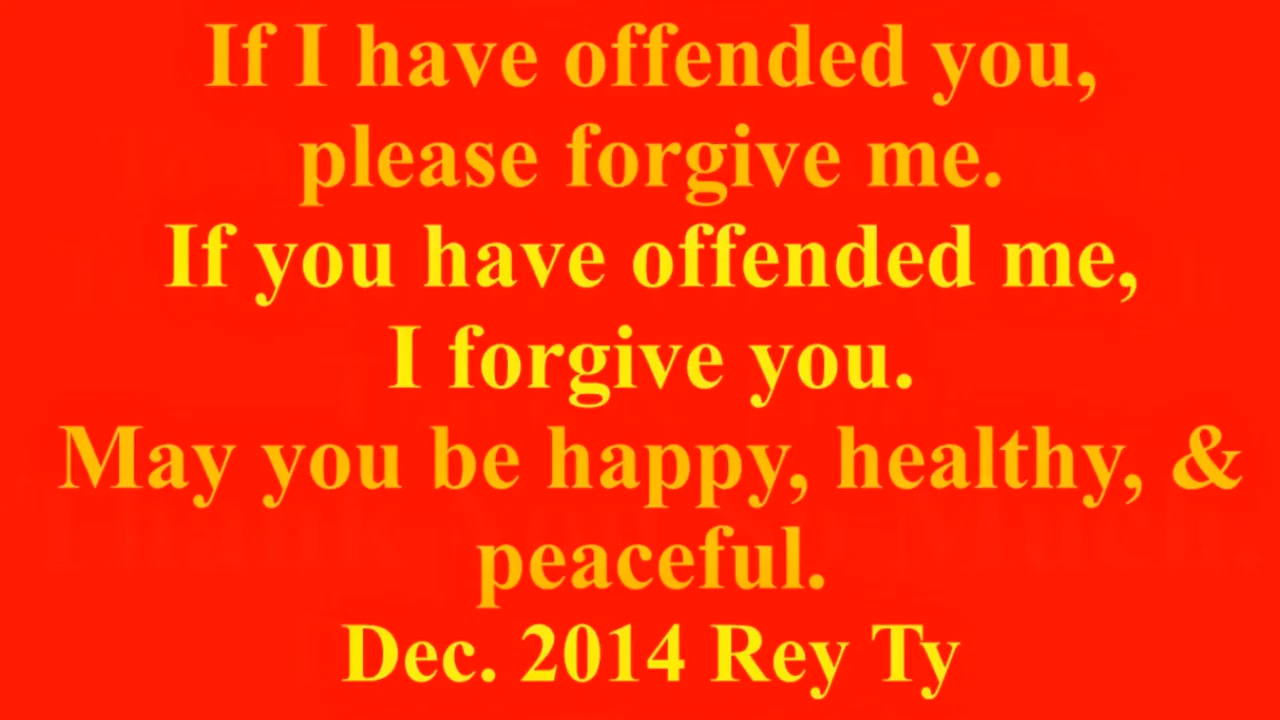 If I have offended you,
please forgive me.
If you have offended me,
I forgive you.
May you be happy, healthy, &
peaceful.
Dec. 2014 Rey Ty